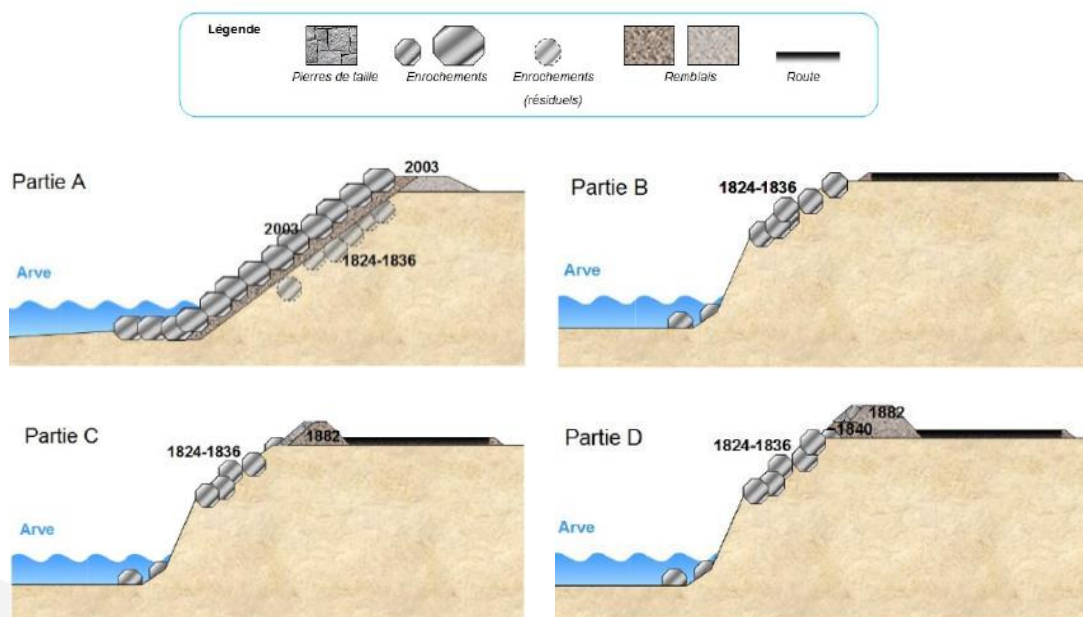 Légende
Pierres de taille
Enrochements
Enrochements
(résiduels)
Remblais
Route
Partie A
2003
2003
1824-1836
Arve
Partie B
1824-1836
Arve
Partie C
1882
1824-1836
Arve
Partie D
1882
~1840
1824-1836
Arve